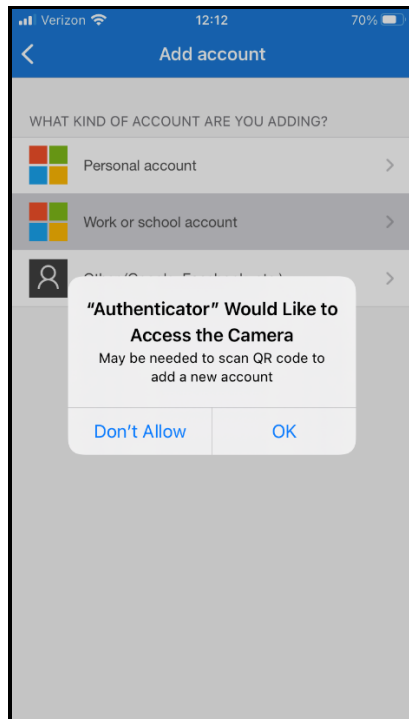 Verizon 12:12 70%
Add account
WHAT KIND OF ACCOUNT ARE YOU ADDING?
Personal account
Work or school account
“Authenticator” Would Like to
Access the Camera
May be needed to scan QR code to
add a new account
Don’t Allow OK